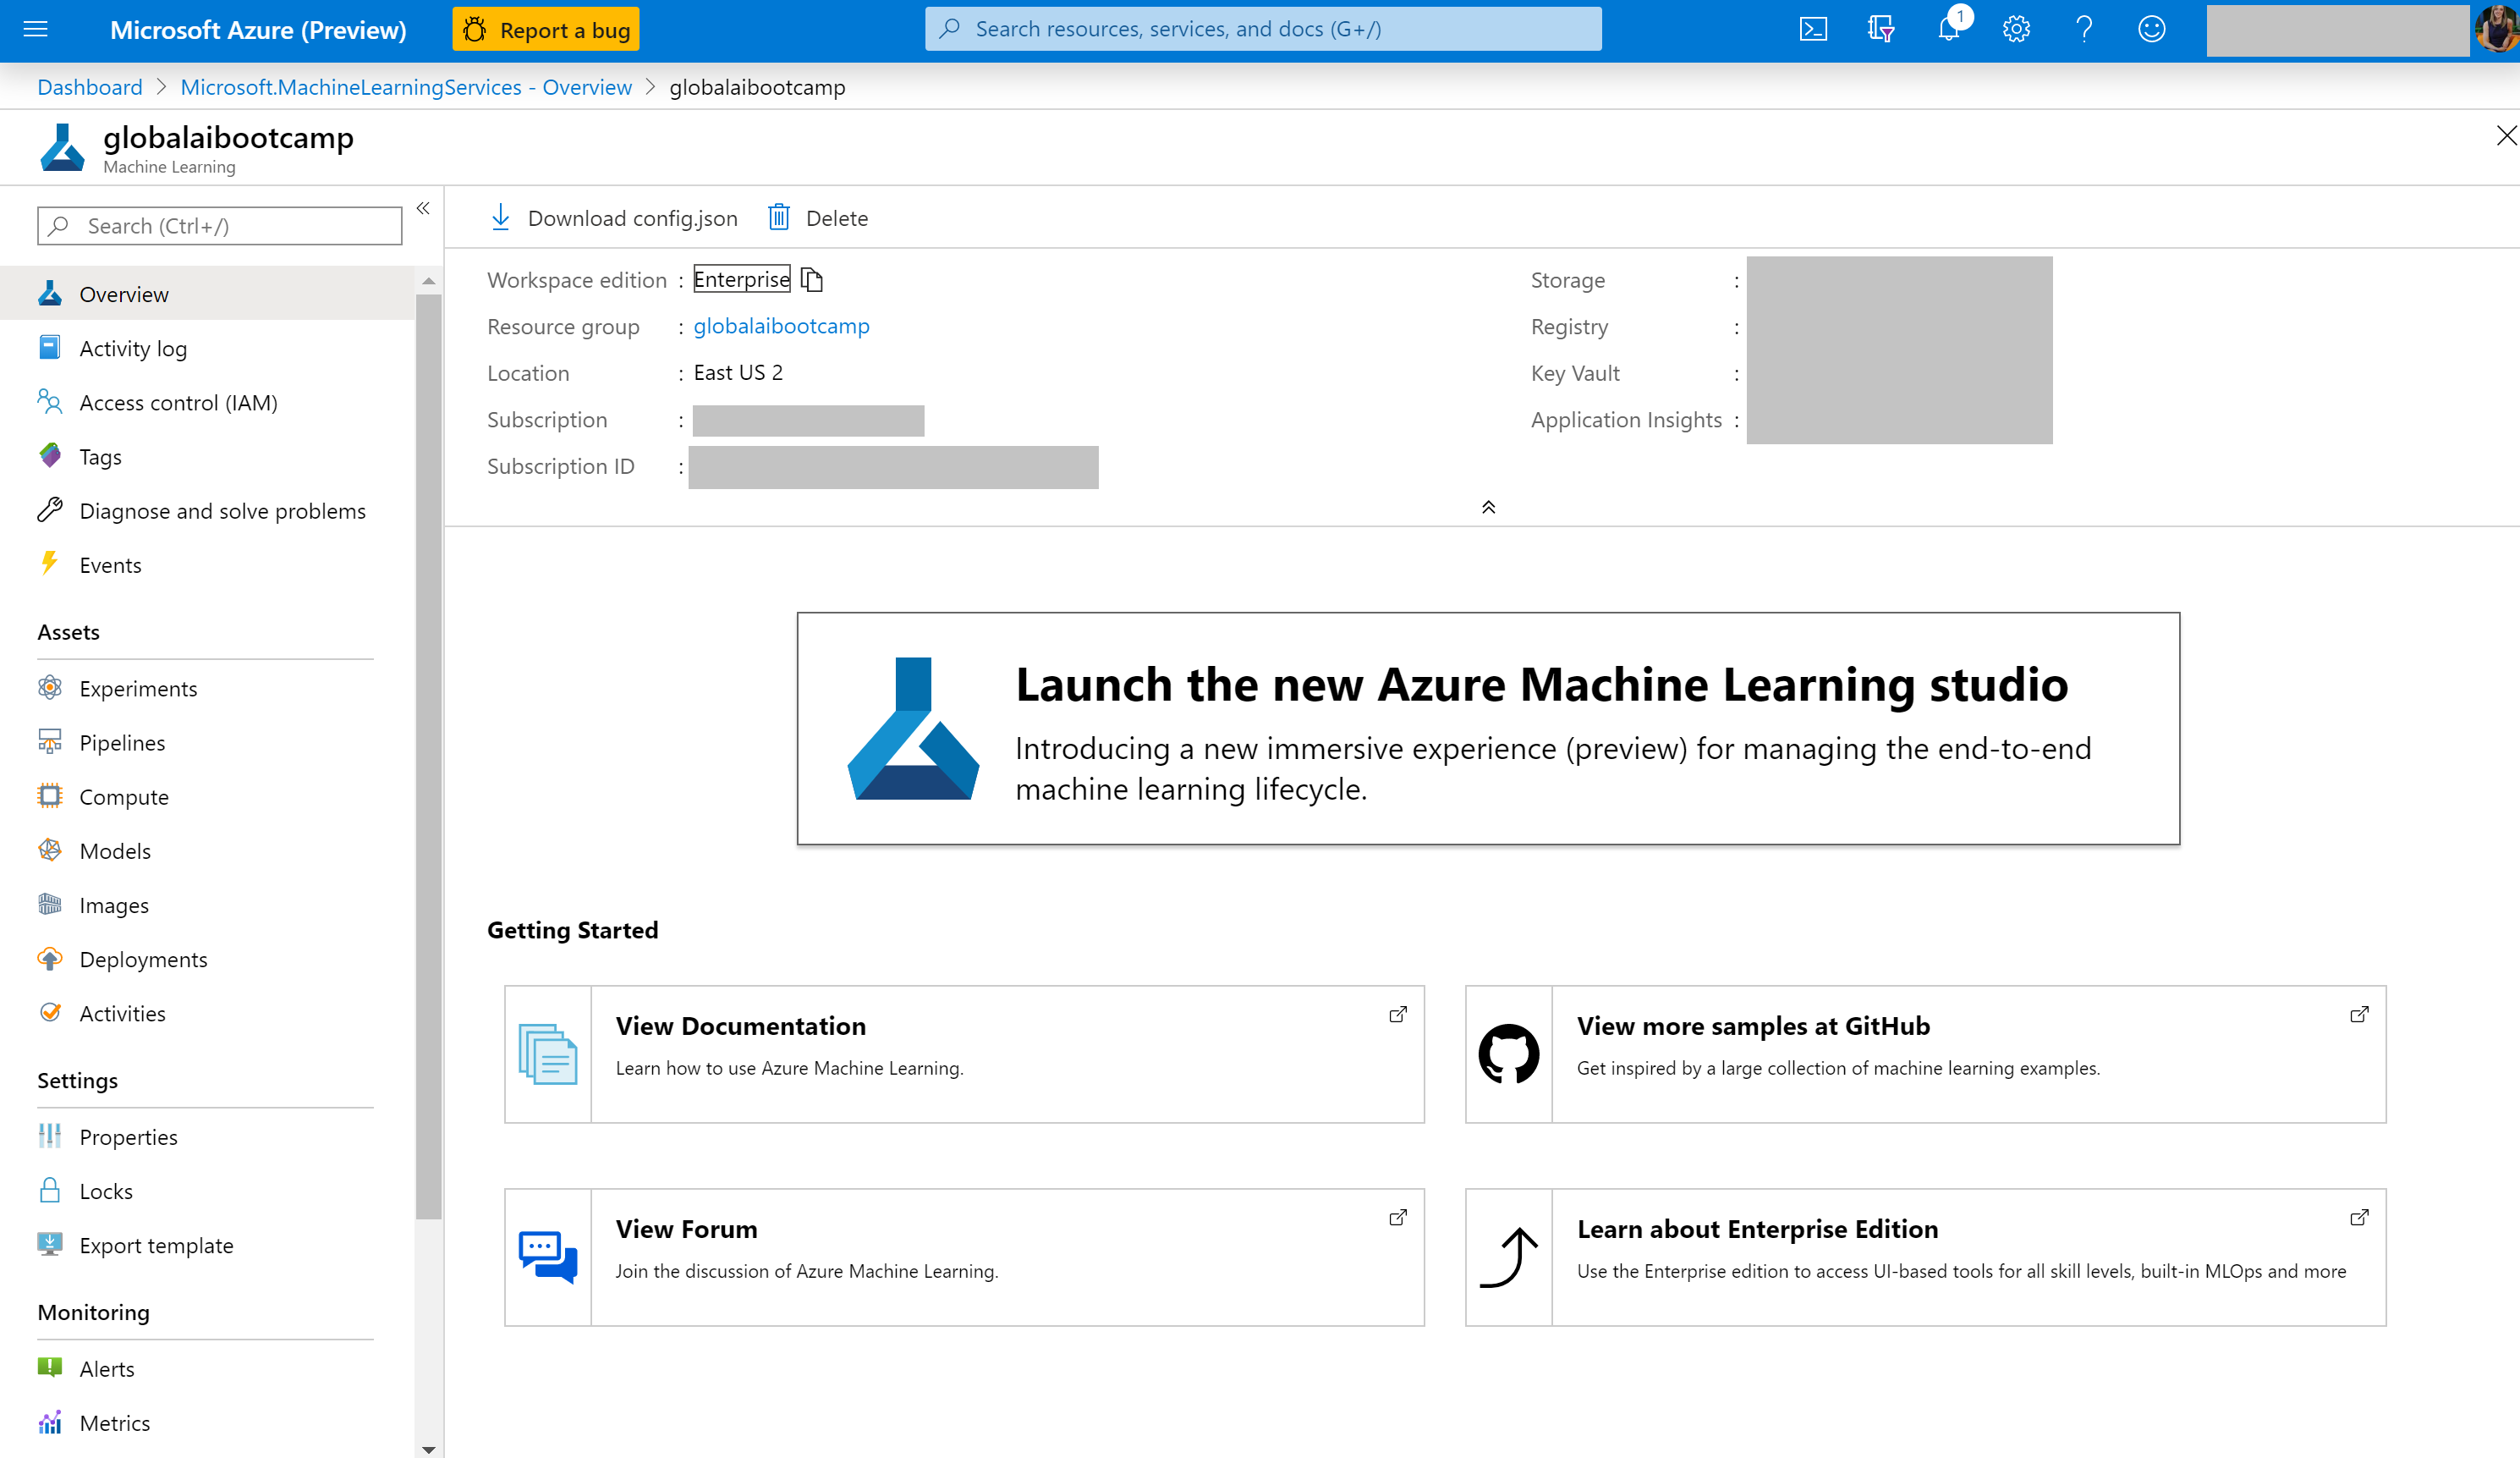 Microsoft Azure (Preview)
Report a bug
Search resources, services, and docs (G+/)
1
Dashboard > Microsoft.MachineLearningServices - Overview > globalaibootcamp
globalaibootcamp
Machine Learning
Search (Ctrl+/)
Overview
Activity log
Access control (IAM)
Tags
Diagnose and solve problems
Events
Assets
Experiments
Pipelines
Compute
Models
Images
Deployments
Activities
Settings
Properties
Locks
Export template
Monitoring
Alerts
Metrics
Download config.json
Delete
Workspace edition : Enterprise
Resource group : globalaibootcamp
Location : East US 2
Subscription :
Subscription ID :
Storage :
Registry :
Key Vault :
Application Insights :
Launch the new Azure Machine Learning studio
Introducing a new immersive experience (preview) for managing the end-to-end
machine learning lifecycle.
Getting Started
View Documentation
Learn how to use Azure Machine Learning.
View more samples at GitHub
Get inspired by a large collection of machine learning examples.
View Forum
Join the discussion of Azure Machine Learning.
Learn about Enterprise Edition
Use the Enterprise edition to access UI-based tools for all skill levels, built-in MLOps and more